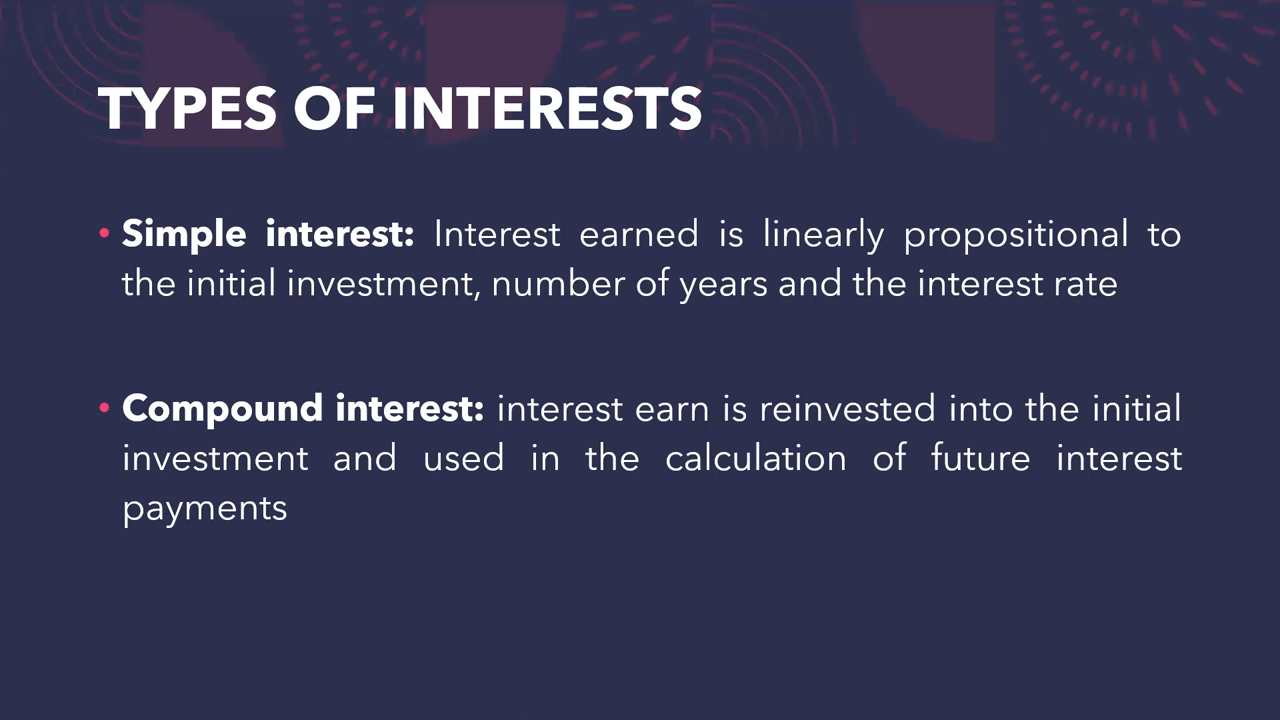 TYPES OF INTERESTS
• Simple interest: Interest earned is linearly propositional to
the initial investment, number of years and the interest rate
• Compound interest: interest earn is reinvested into the initial
investment and used in the calculation of future interest
payments